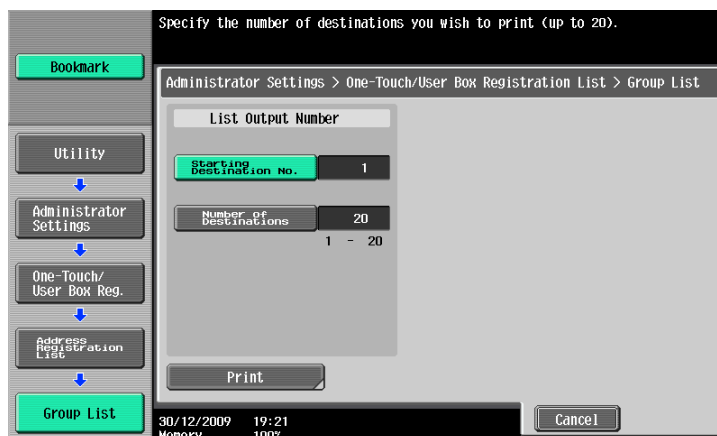 Specify the number of destinations you wish to print (up to 20).
Bookmark
Administrator Settings > One-Touch/User Box Registration List > Group List
List Output Number
Utility
Starting
Destination No.
1
Administrator
Settings
Number of
Destinations
20
1 - 20
One-Touch/
User Box Reg.
Address
Registration
List
Print
Group List
30/12/2009 19:21
Cancel
Memory 100%